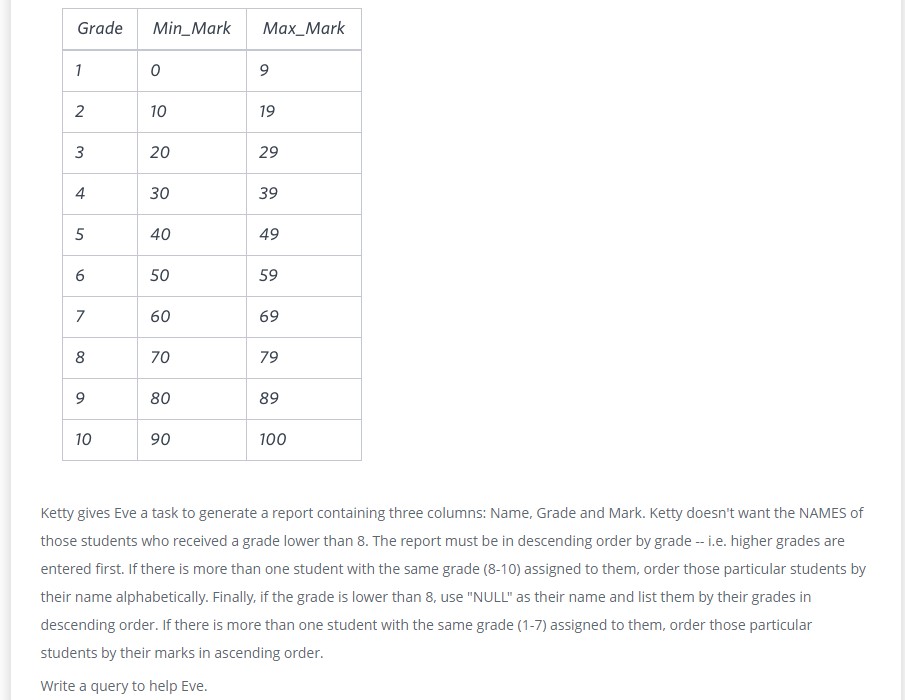 Grade Min_Mark Max_Mark
1 0 9
2 10 19
3 20 29
4 30 39
5 40 49
6 50 59
7 60 69
8 70 79
9 80 89
10 90 100
Ketty gives Eve a task to generate a report containing three columns: Name, Grade and Mark. Ketty doesn't want the NAMES of
those students who received a grade lower than 8. The report must be in descending order by grade -- i.e. higher grades are
entered first. If there is more than one student with the same grade (8-10) assigned to them, order those particular students by
their name alphabetically. Finally, if the grade is lower than 8, use "NULL" as their name and list them by their grades in
descending order. If there is more than one student with the same grade (1-7) assigned to them, order those particular
students by their marks in ascending order.
Write a query to help Eve.